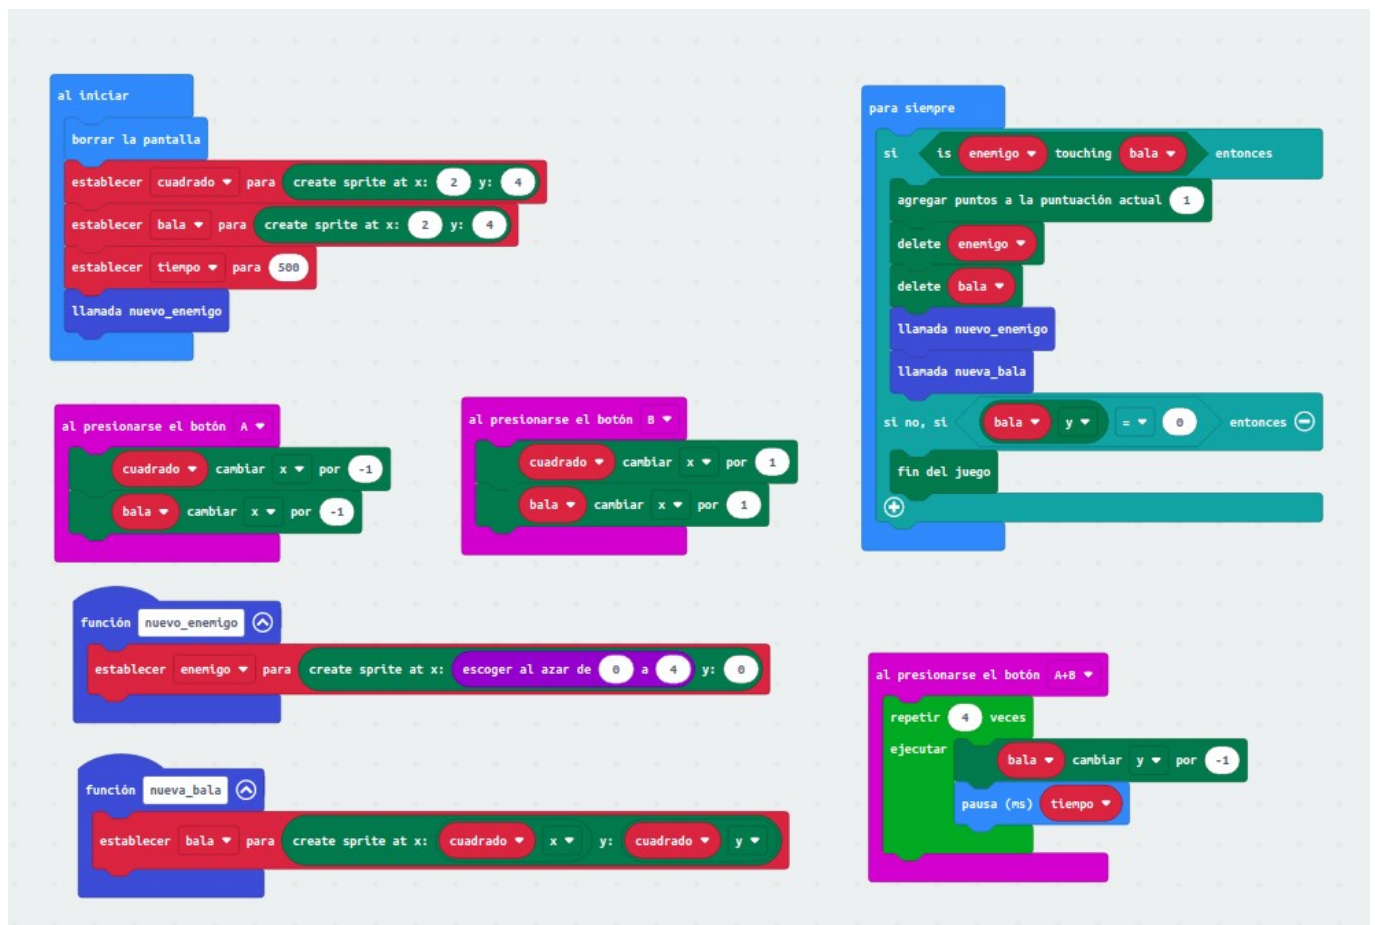 al iniciar
borrar la pantalla
establecer cuadrado para create sprite at x: 2 y: 4
establecer bala para create sprite at x: 2 y: 4
establecer tiempo para 500
llamada nuevo_enemigo
al presionarse el botón A
cuadrado cambiar x por -1
bala cambiar x por -1
al presionarse el botón B
cuadrado cambiar x por 1
bala cambiar x por 1
función nuevo_enemigo
establecer enemigo para create sprite at x: escoger al azar de 0 a 4 y: 0
función nueva_bala
establecer bala para create sprite at x: cuadrado x y: cuadrado y
para siempre
si is enemigo touching bala entonces
agregar puntos a la puntuación actual 1
delete enemigo
delete bala
llamada nuevo_enemigo
llamada nueva_bala
si no, si bala y = 0 entonces
fin del juego
al presionarse el botón A+B
repetir 4 veces
ejecutar bala cambiar y por -1
pausa (ms) tiempo